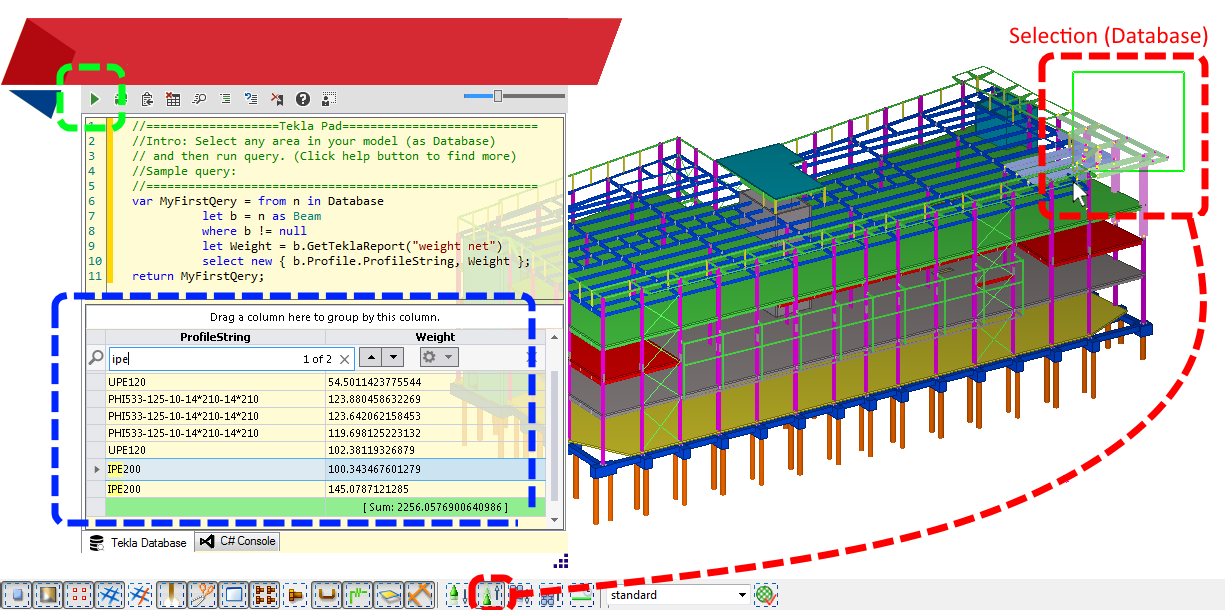 Selection (Database)
1 //===================Tekla Pad============================
2 //Intro: Select any area in your model (as Database)
3 // and then run query. (Click help button to find more)
4 //Sample query:
5 //========================================================
6 var MyFirstQery = from n in Database
7 let b = n as Beam
8 where b != null
9 let Weight = b.GetTeklaReport("weight net")
10 select new { b.Profile.ProfileString, Weight };
11 return MyFirstQery;
Drag a column here to group by this column.
ProfileString Weight
ipe 1 of 2
UPE120 54.5011423775544
PHI533-125-10-14*210-14*210 123.880458632269
PHI533-125-10-14*210-14*210 123.642062158453
PHI533-125-10-14*210-14*210 119.698125223132
UPE120 102.38119326879
IPE200 100.343467601279
IPE200 145.0787121285
[ Sum: 2256.0576900640986 ]
Tekla Database C# Console
standard